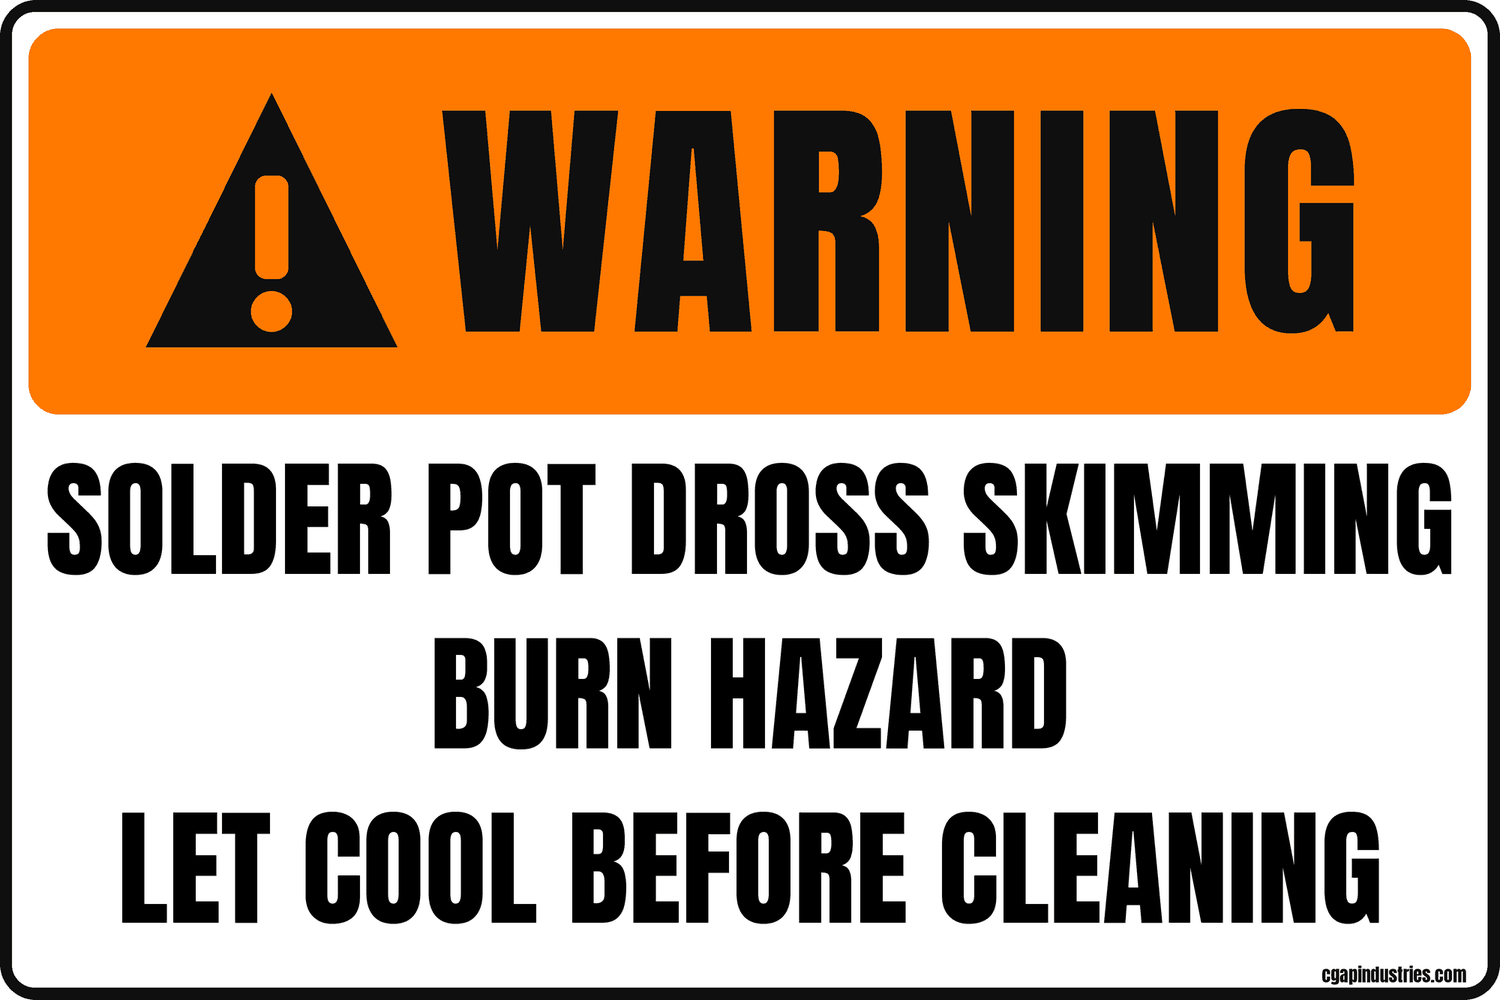 WARNING
SOLDER POT DROSS SKIMMING
BURN HAZARD
LET COOL BEFORE CLEANING
cgapindustries.com